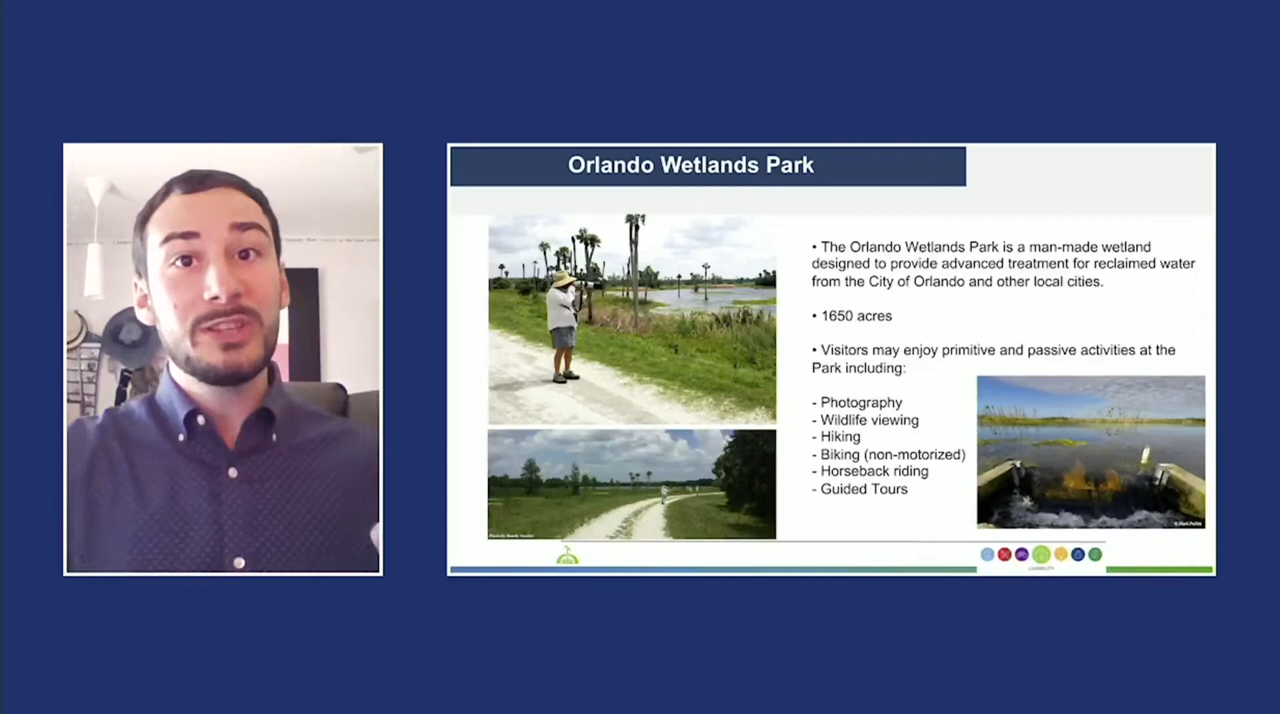 Orlando Wetlands Park
• The Orlando Wetlands Park is a man-made wetland
designed to provide advanced treatment for reclaimed water
from the City of Orlando and other local cities.
• 1650 acres
• Visitors may enjoy primitive and passive activities at the
Park including:
- Photography
- Wildlife viewing
- Hiking
- Biking (non-motorized)
- Horseback riding
- Guided Tours